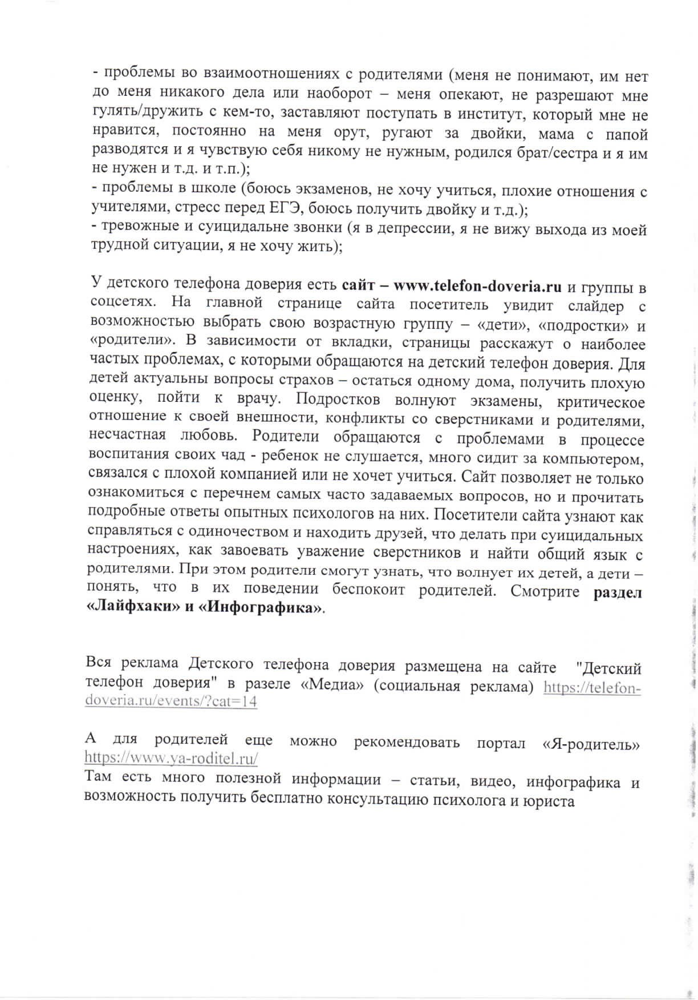 - проблемы во взаимоотношениях с родителями (меня не понимают, им нет
до меня никакого дела или наоборот – меня опекают, не разрешают мне
гулять/дружить с кем-то, заставляют поступать в институт, который мне не
нравится, постоянно на меня орут, ругают за двойки, мама с папой
разводятся и я чувствую себя никому не нужным, родился брат/сестра и я им
не нужен и т.д. и т.п.);
- проблемы в школе (боюсь экзаменов, не хочу учиться, плохие отношения с
учителями, стресс перед ЕГЭ, боюсь получить двойку и т.д.);
- тревожные и суицидальне звонки (я в депрессии, я не вижу выхода из моей
трудной ситуации, я не хочу жить);
У детского телефона доверия есть сайт – www.telefon-doveria.ru и группы в
соцсетях. На главной странице сайта посетитель увидит слайдер с
возможностью выбрать свою возрастную группу – «дети», «подростки» и
«родители». В зависимости от вкладки, страницы расскажут о наиболее
частых проблемах, с которыми обращаются на детский телефон доверия. Для
детей актуальны вопросы страхов – остаться одному дома, получить плохую
оценку, пойти к врачу. Подростков волнуют экзамены, критическое
отношение к своей внешности, конфликты со сверстниками и родителями,
несчастная любовь. Родители обращаются с проблемами в процессе
воспитания своих чад - ребенок не слушается, много сидит за компьютером,
связался с плохой компанией или не хочет учиться. Сайт позволяет не только
ознакомиться с перечнем самых часто задаваемых вопросов, но и прочитать
подробные ответы опытных психологов на них. Посетители сайта узнают как
справляться с одиночеством и находить друзей, что делать при суицидальных
настроениях, как завоевать уважение сверстников и найти общий язык с
родителями. При этом родители смогут узнать, что волнует их детей, а дети –
понять, что в их поведении беспокоит родителей. Смотрите раздел
«Лайфхаки» и «Инфографика».
Вся реклама Детского телефона доверия размещена на сайте "Детский
телефон доверия" в разеле «Медиа» (социальная реклама) https://telefon-
doveria.ru/events/?cat=14
А для родителей еще можно рекомендовать портал «Я-родитель»
https://www.ya-roditel.ru/
Там есть много полезной информации – статьи, видео, инфографика и
возможность получить бесплатно консультацию психолога и юриста